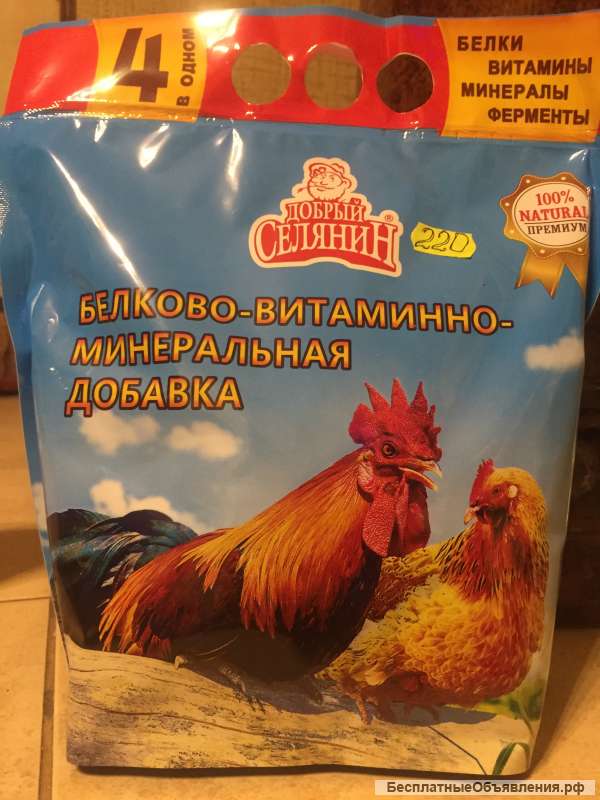 4
В ОДНОМ
БЕЛКИ
ВИТАМИНЫ
МИНЕРАЛЫ
ФЕРМЕНТЫ
ДОБРЫЙ
СЕЛЯНИН®
220
100%
NATURAL
ПРЕМИУМ
БЕЛКОВО-ВИТАМИННО-
МИНЕРАЛЬНАЯ
ДОБАВКА
БесплатныеОбъявления.рф